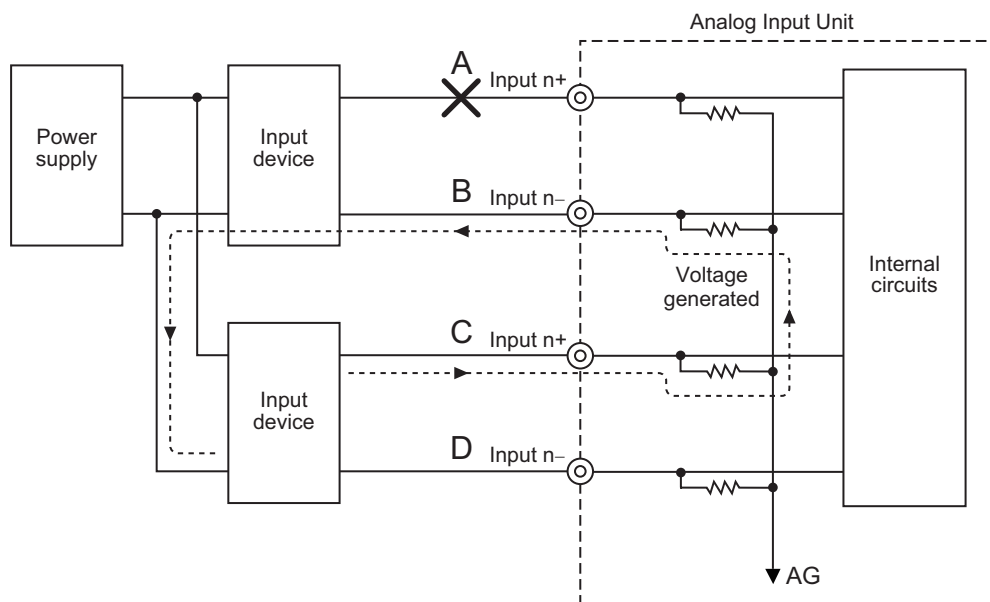 Analog Input Unit
A
Input n+
Power
supply
Input
device
B
Input n−
Voltage
generated
Internal
circuits
C
Input n+
Input
device
D
Input n−
AG